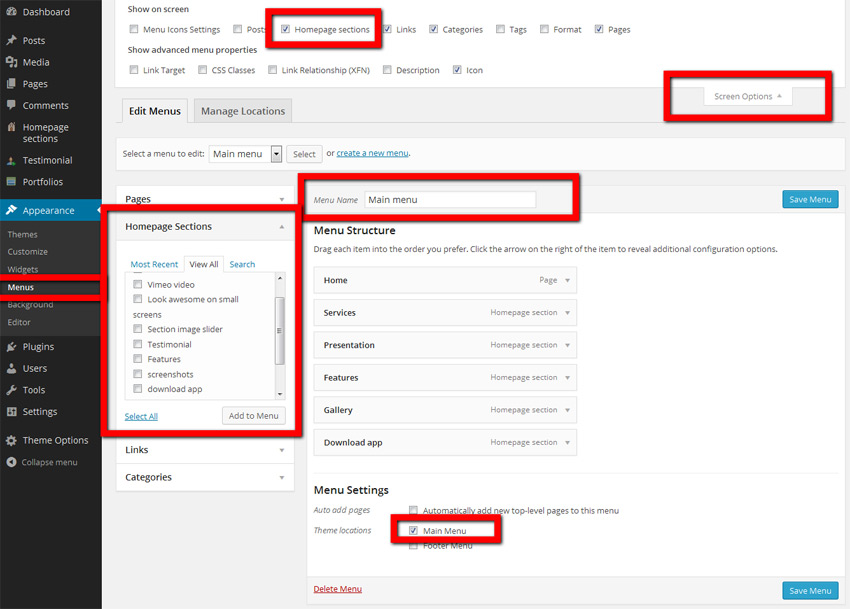 Dashboard
Posts
Media
Pages
Comments
Homepage
sections
Testimonial
Portfolios
Appearance
Themes
Customize
Widgets
Menus
Background
Editor
Plugins
Users
Tools
Settings
Theme Options
Collapse menu
Show on screen
Menu Icons Settings Posts Homepage sections Links Categories Tags Format Pages
Show advanced menu properties
Link Target CSS Classes Link Relationship (XFN) Description Icon
Screen Options
Edit Menus Manage Locations
Select a menu to edit: Main menu Select or create a new menu.
Pages
Homepage Sections
Most Recent View All Search
Vimeo video
Look awesome on small
screens
Section image slider
Testimonial
Features
screenshots
download app
Select All Add to Menu
Links
Categories
Menu Name Main menu Save Menu
Menu Structure
Drag each item into the order you prefer. Click the arrow on the right of the item to reveal additional configuration options.
Home Page
Services Homepage section
Presentation Homepage section
Features Homepage section
Gallery Homepage section
Download app Homepage section
Menu Settings
Auto add pages Automatically add new top-level pages to this menu
Theme locations Main Menu
Footer Menu
Delete Menu Save Menu